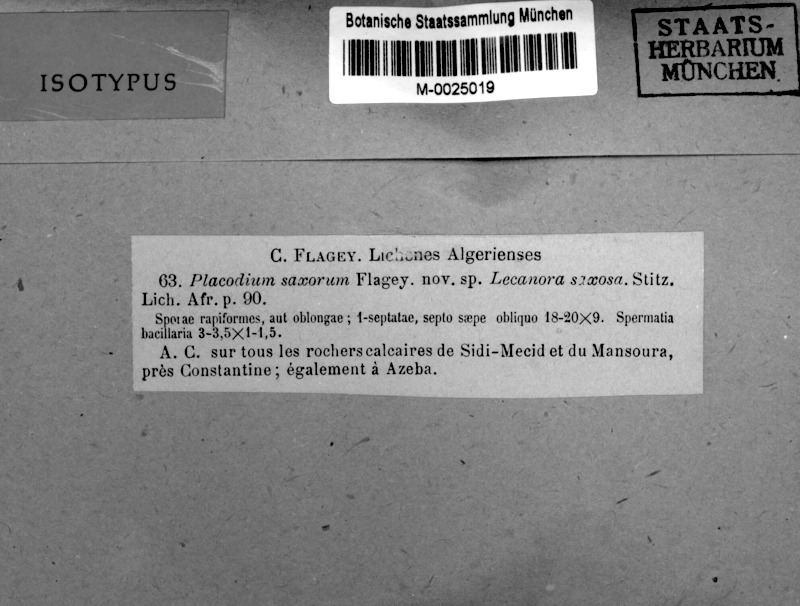 ISOTYPUS
Botanische Staatssammlung München
M-0025019
STAATS-
HERBARIUM
MÜNCHEN.
C. FLAGEY. Lichenes Algerienses
63. Placodium saxorum Flagey. nov. sp. Lecanora saxosa. Stitz.
Lich. Afr. p. 90.
Sporae rapiformes, aut oblongae; 1-septatae, septo sæpe obliquo 18-20×9. Spermatia
bacillaria 3-3,5×1-1,5.
A. C. sur tous les rochers calcaires de Sidi-Mecid et du Mansoura,
près Constantine; également à Azeba.